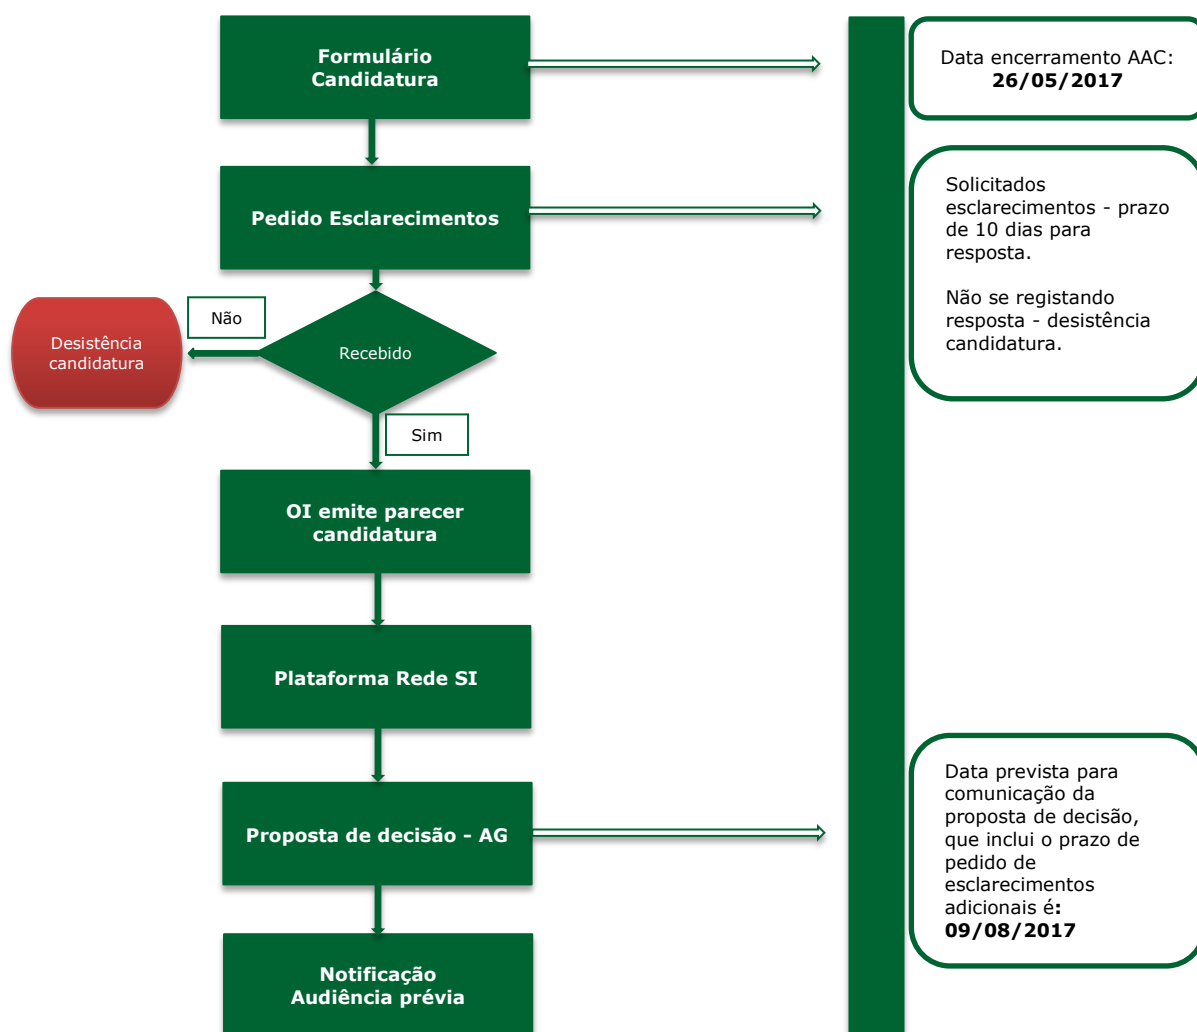 Formulário
Candidatura
Data encerramento AAC:
26/05/2017
Pedido Esclarecimentos
Solicitados
esclarecimentos - prazo
de 10 dias para
resposta.
Não se registando
resposta - desistência
candidatura.
Não
Desistência
candidatura
Recebido
Sim
OI emite parecer
candidatura
Plataforma Rede SI
Proposta de decisão - AG
Data prevista para
comunicação da
proposta de decisão,
que inclui o prazo de
pedido de
esclarecimentos
adicionais é:
09/08/2017
Notificação
Audiência prévia